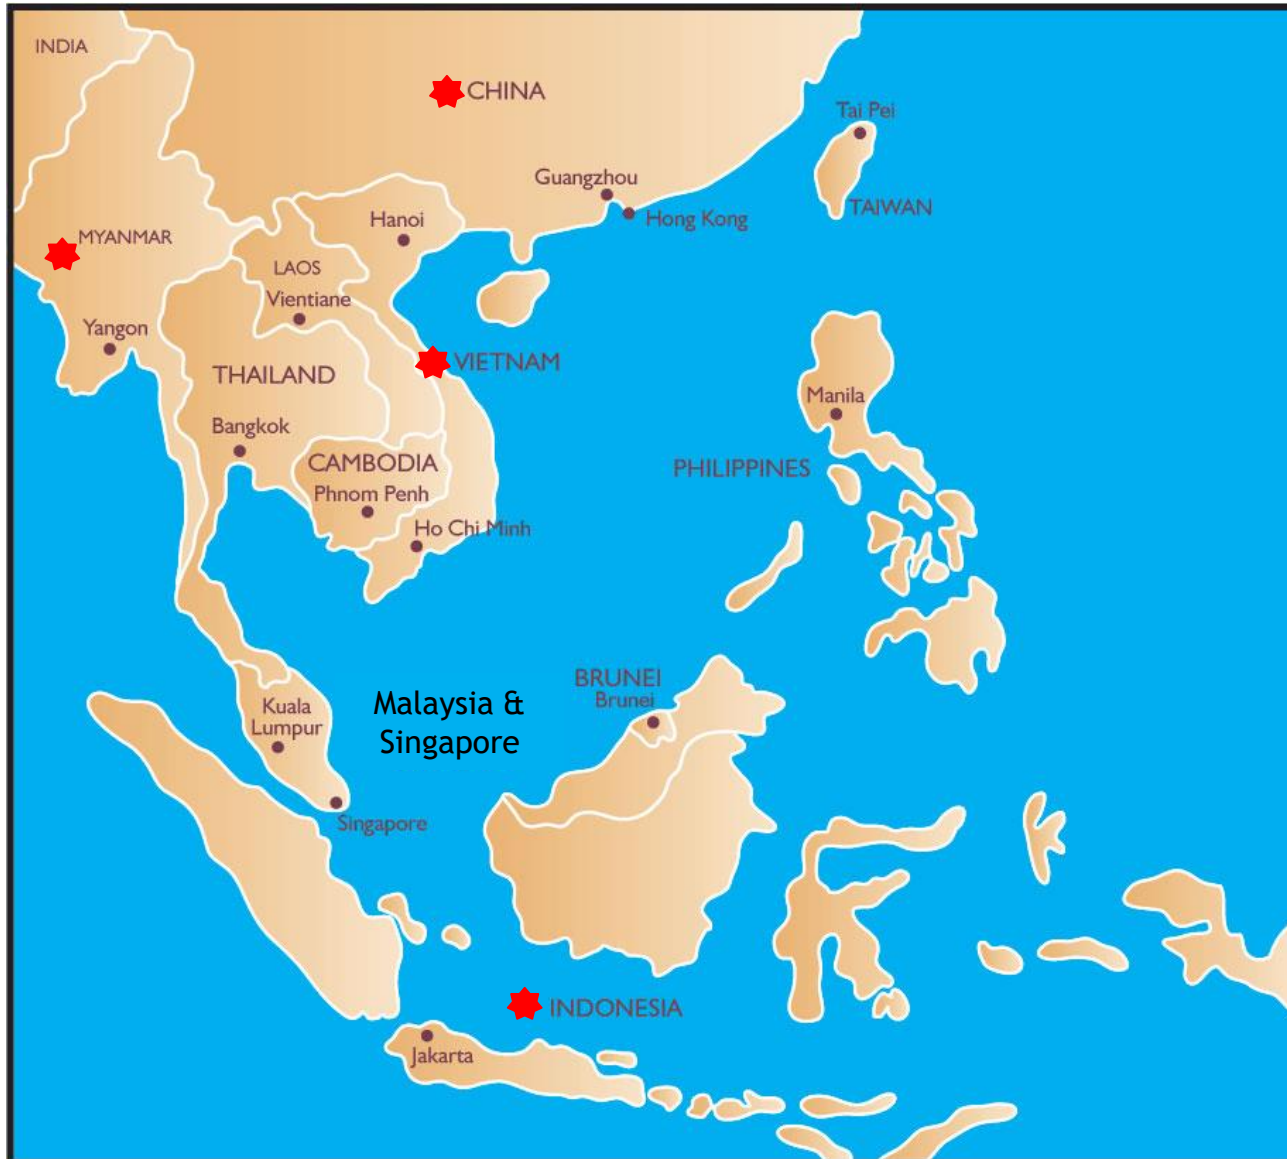 INDIA
CHINA
Tai Pei
Guangzhou
Hong Kong
TAIWAN
MYANMAR
Hanoi
LAOS
Vientiane
Yangon
VIETNAM
THAILAND
Manila
Bangkok
CAMBODIA
PHILIPPINES
Phnom Penh
Ho Chi Minh
BRUNEI
Brunei
Malaysia &
Singapore
Kuala
Lumpur
Singapore
INDONESIA
Jakarta